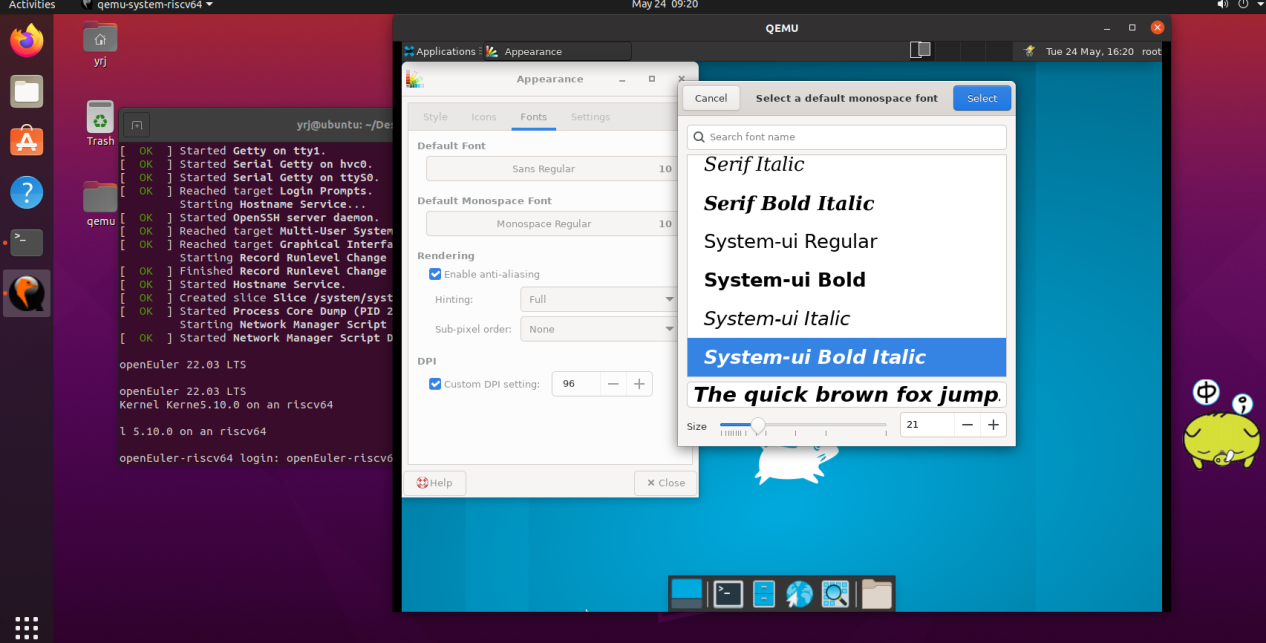 Activities
qemu-system-riscv64
May 24 09:20
yrj
Trash
qemu
yrj@ubuntu: ~/Des
[ OK ] Started Getty on tty1.
[ OK ] Started Serial Getty on hvc0.
[ OK ] Started Serial Getty on ttyS0.
[ OK ] Reached target Login Prompts.
Starting Hostname Service...
[ OK ] Started OpenSSH server daemon.
[ OK ] Reached target Multi-User System
[ OK ] Reached target Graphical Interfa
Starting Record Runlevel Change
[ OK ] Finished Record Runlevel Change
[ OK ] Started Hostname Service.
[ OK ] Created slice Slice /system/syst
[ OK ] Started Process Core Dump (PID 2
Starting Network Manager Script
[ OK ] Started Network Manager Script D
openEuler 22.03 LTS
openEuler 22.03 LTS
Kernel Kerne5.10.0 on an riscv64
l 5.10.0 on an riscv64
openEuler-riscv64 login: openEuler-riscv6
QEMU
Applications
Appearance
Tue 24 May, 16:20 root
Appearance
Style Icons Fonts Settings
Default Font
Sans Regular 10
Default Monospace Font
Monospace Regular 10
Rendering
Enable anti-aliasing
Hinting: Full
Sub-pixel order: None
DPI
Custom DPI setting: 96
Help
Close
Cancel
Select a default monospace font
Select
Search font name
Serif Italic
Serif Bold Italic
System-ui Regular
System-ui Bold
System-ui Italic
System-ui Bold Italic
The quick brown fox jump
Size
21
中